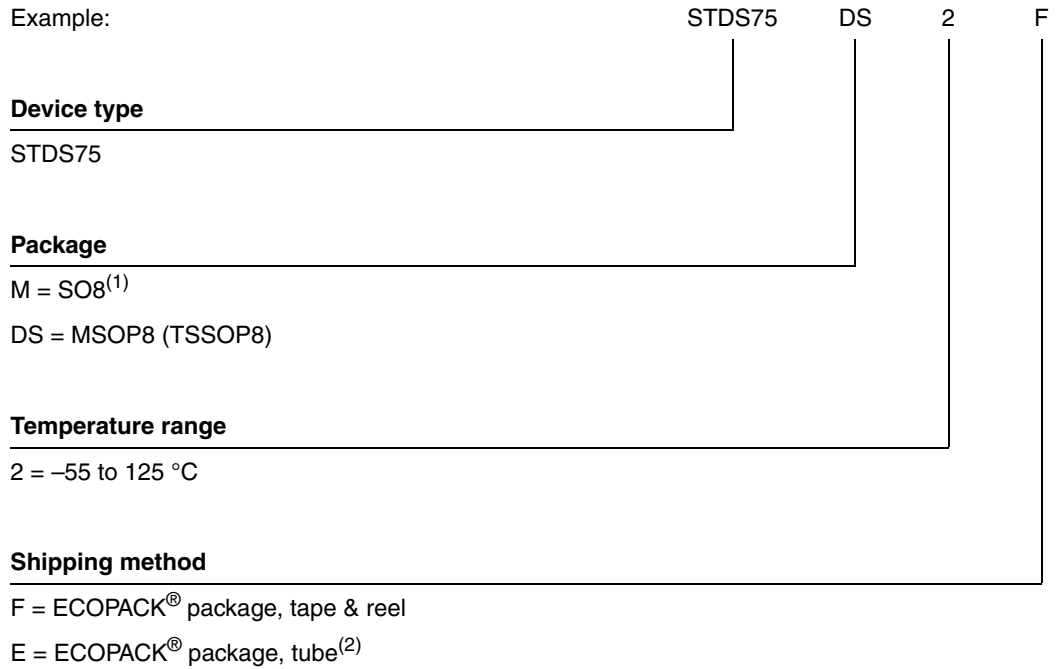 Example: STDS75 DS 2 F
Device type
STDS75
Package
M = SO8(1)
DS = MSOP8 (TSSOP8)
Temperature range
2 = –55 to 125 °C
Shipping method
F = ECOPACK® package, tape & reel
E = ECOPACK® package, tube(2)